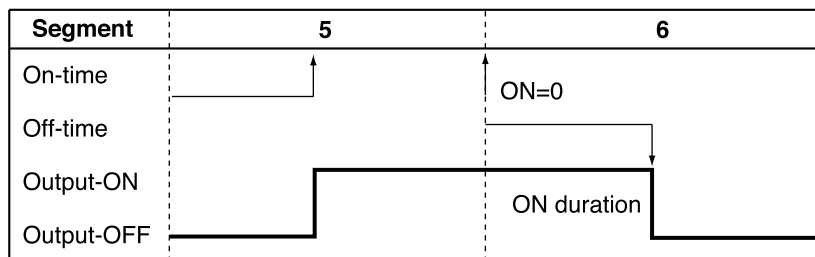 Segment 5 6
On-time
ON=0
Off-time
Output-ON
ON duration
Output-OFF